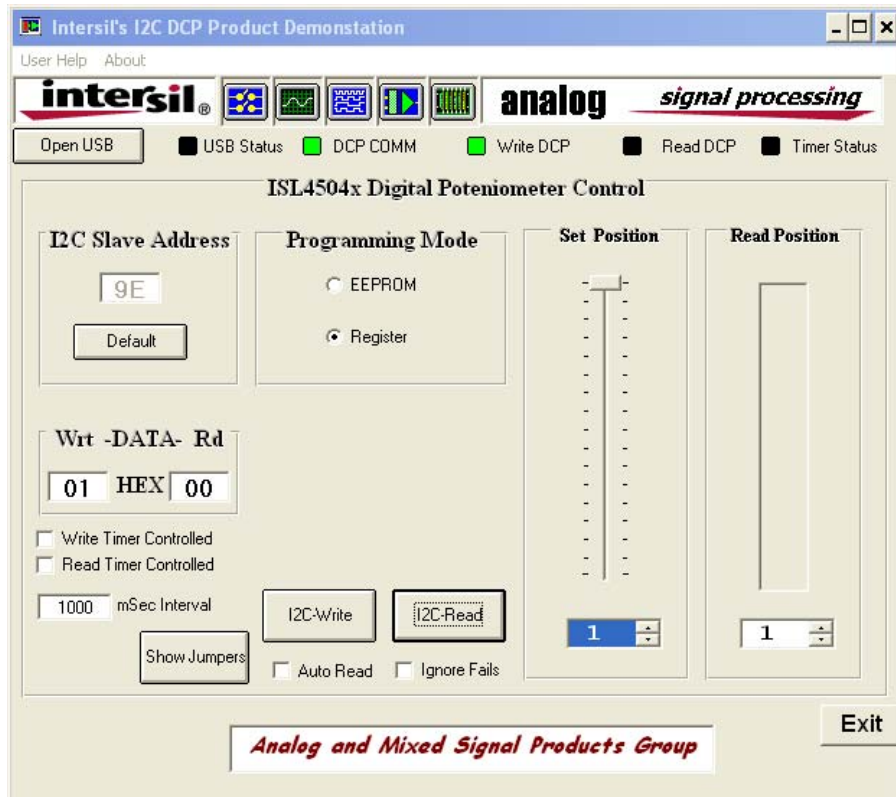 Intersil's I2C DCP Product Demonstation
User Help About
intersil® analog signal processing
Open USB USB Status DCP COMM Write DCP Read DCP Timer Status
ISL4504x Digital Poteniometer Control
I2C Slave Address
9E
Default
Programming Mode
EEPROM
Register
Set Position
1
Read Position
1
Wrt -DATA- Rd
01 HEX 00
Write Timer Controlled
Read Timer Controlled
1000 mSec Interval
Show Jumpers
I2C-Write I2C-Read
Auto Read Ignore Fails
Exit
Analog and Mixed Signal Products Group